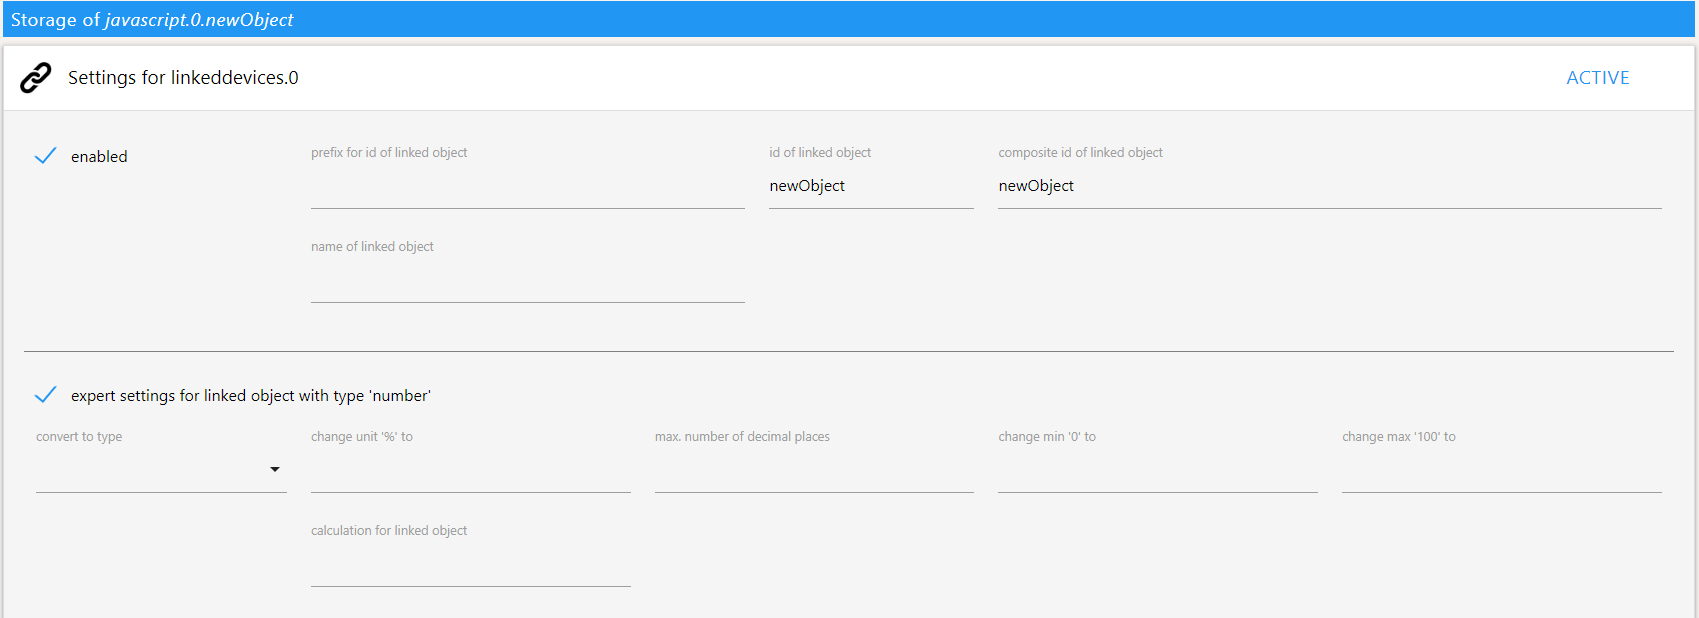 Storage of javascript.0.newObject
Settings for linkeddevices.0
ACTIVE
enabled
prefix for id of linked object
id of linked object
composite id of linked object
newObject
newObject
name of linked object
expert settings for linked object with type 'number'
convert to type
change unit '%' to
max. number of decimal places
change min '0' to
change max '100' to
calculation for linked object